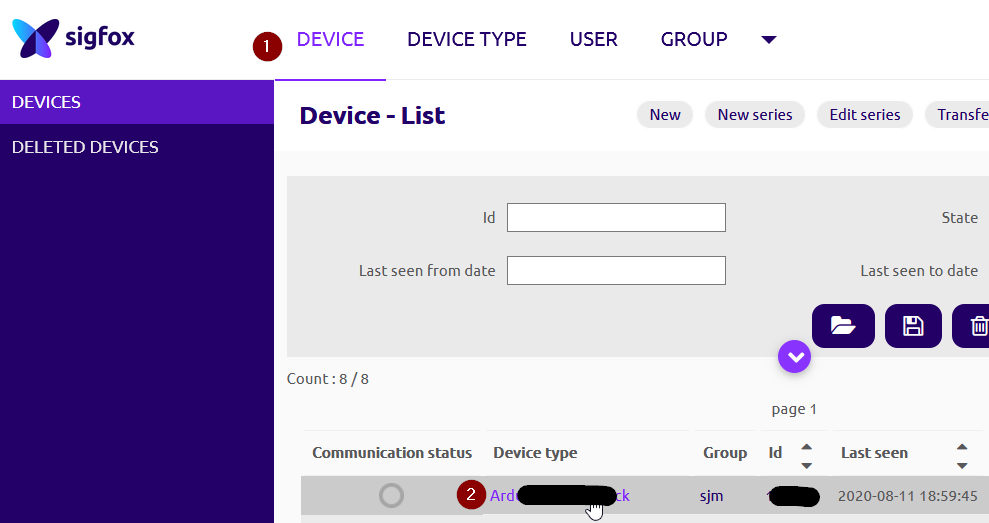 sigfox
1 DEVICE DEVICE TYPE USER GROUP
DEVICES
DELETED DEVICES
Device - List New New series Edit series Transfe
Id State
Last seen from date Last seen to date
Count : 8 / 8
page 1
Communication status Device type Group Id Last seen
2 Ard ck sjm 2020-08-11 18:59:45